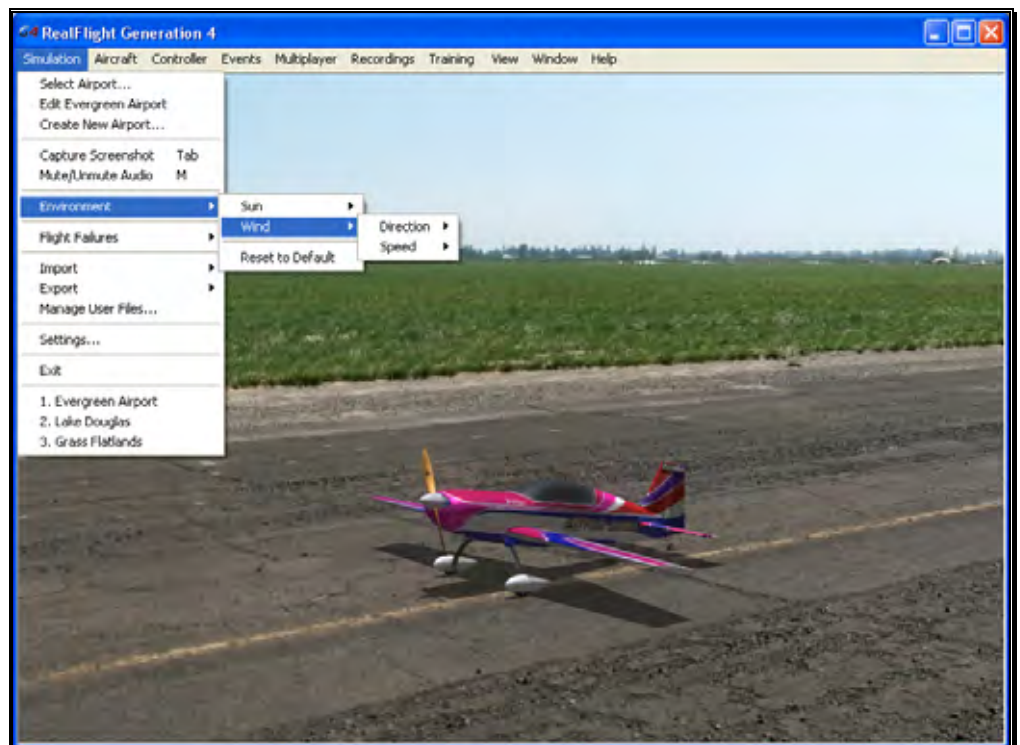 G4 RealFlight Generation 4
Simulation Aircraft Controller Events Multiplayer Recordings Training View Window Help
Select Airport...
Edit Evergreen Airport
Create New Airport...
Capture Screenshot Tab
Mute/Unmute Audio M
Environment
Flight Failures
Import
Export
Manage User Files...
Settings...
Exit
1. Evergreen Airport
2. Lake Douglas
3. Grass Flatlands
Sun
Wind
Reset to Default
Direction
Speed